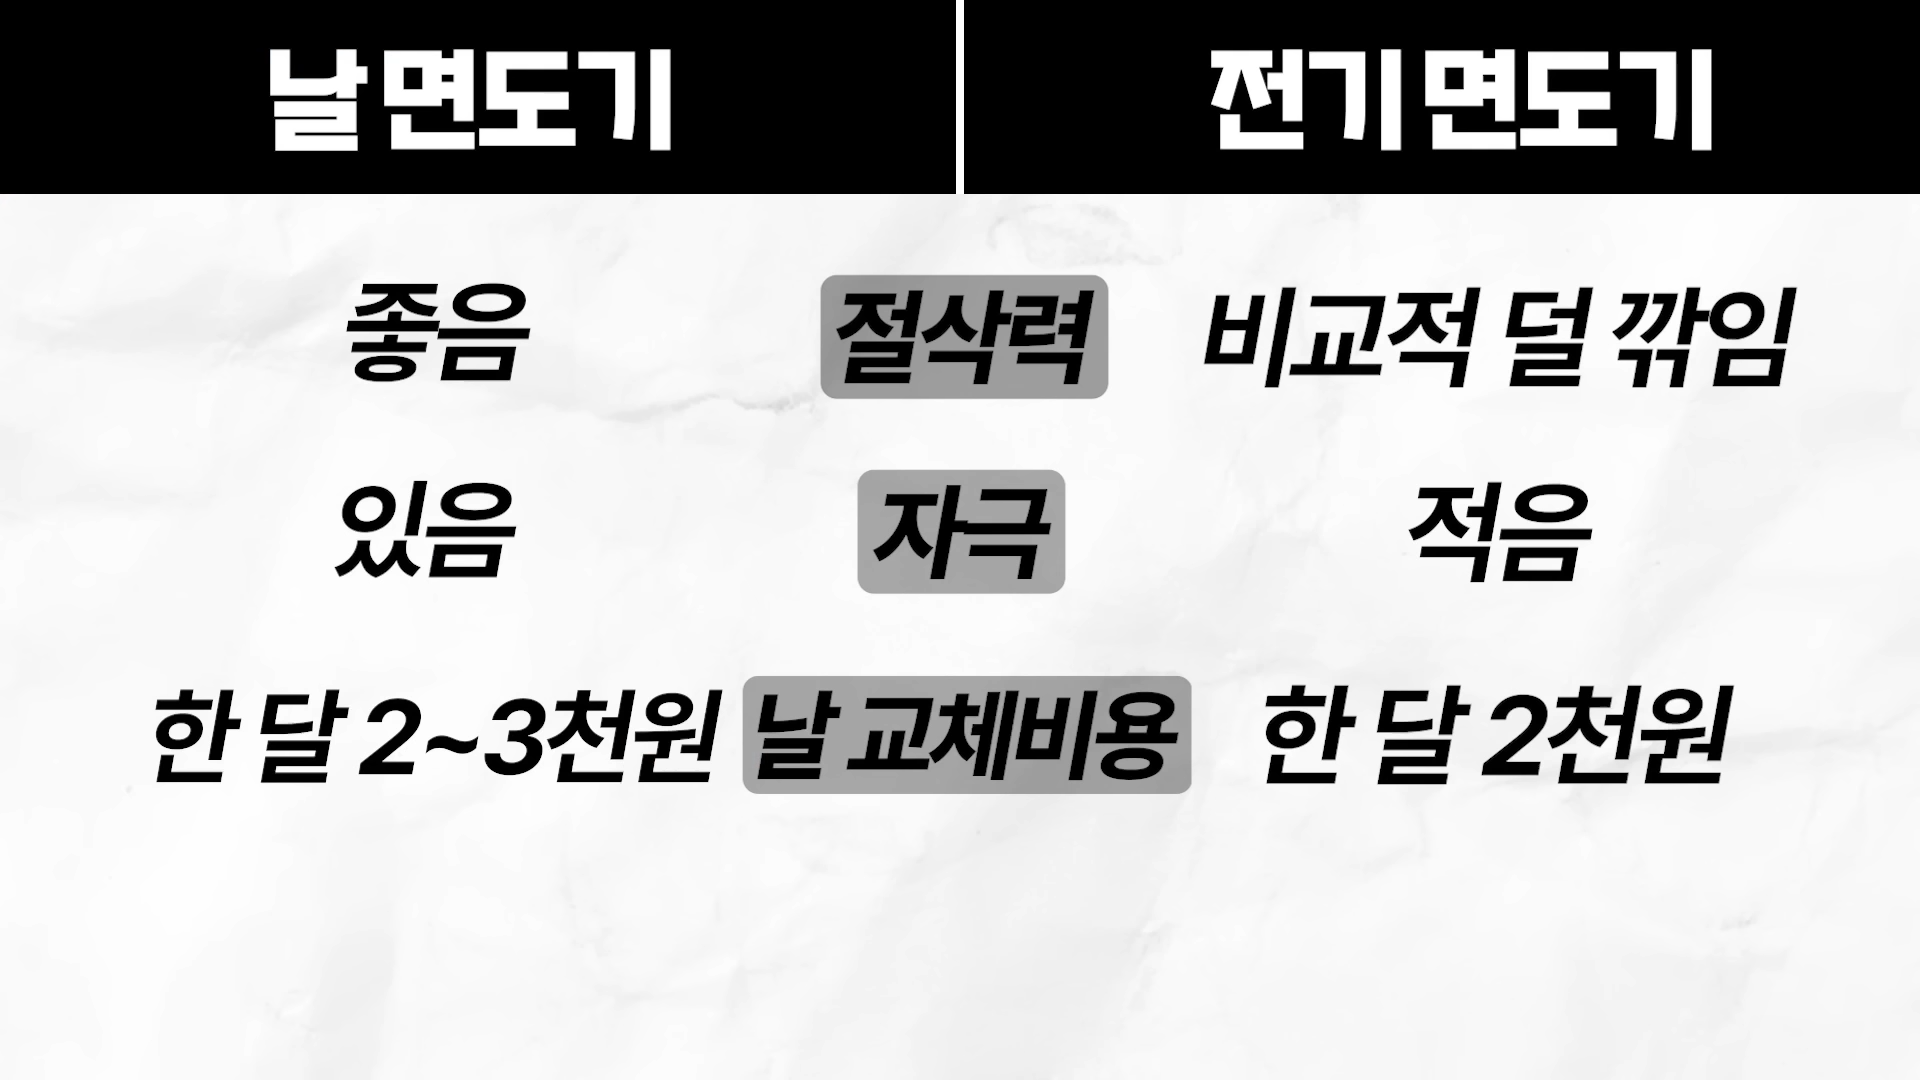 날 면도기 전기 면도기
좋음 절삭력 비교적 덜 깎임
있음 자극 적음
한 달 2~3천원 날 교체비용 한 달 2천원